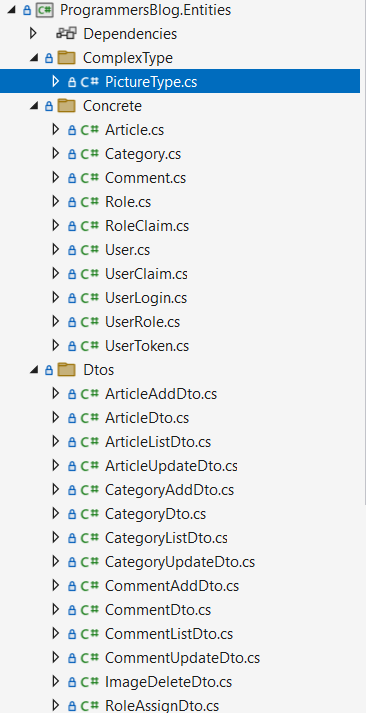 C# ProgrammersBlog.Entities
Dependencies
ComplexType
C# PictureType.cs
Concrete
C# Article.cs
C# Category.cs
C# Comment.cs
C# Role.cs
C# RoleClaim.cs
C# User.cs
C# UserClaim.cs
C# UserLogin.cs
C# UserRole.cs
C# UserToken.cs
Dtos
C# ArticleAddDto.cs
C# ArticleDto.cs
C# ArticleListDto.cs
C# ArticleUpdateDto.cs
C# CategoryAddDto.cs
C# CategoryDto.cs
C# CategoryListDto.cs
C# CategoryUpdateDto.cs
C# CommentAddDto.cs
C# CommentDto.cs
C# CommentListDto.cs
C# CommentUpdateDto.cs
C# ImageDeleteDto.cs
C# RoleAssignDto.cs